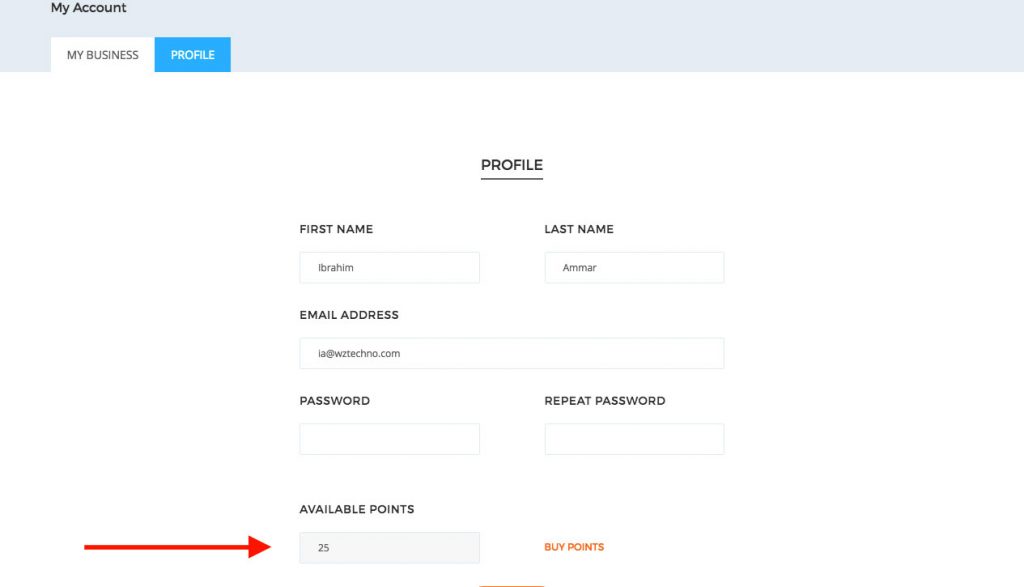 My Account
MY BUSINESS PROFILE
PROFILE
FIRST NAME LAST NAME
Ibrahim Ammar
EMAIL ADDRESS
ia@wztechno.com
PASSWORD REPEAT PASSWORD
AVAILABLE POINTS
25 BUY POINTS